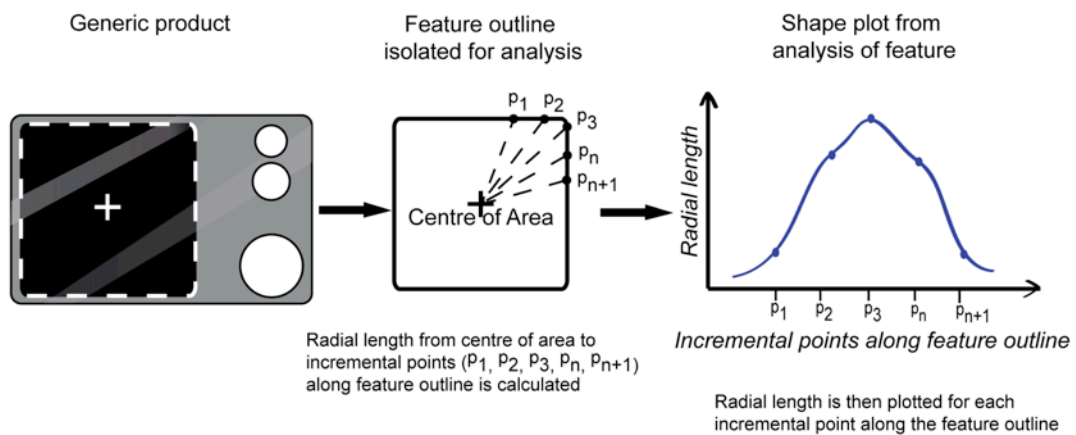 Generic product
Feature outline
isolated for analysis
Shape plot from
analysis of feature
p1
p2
p3
pn
pn+1
Centre of Area
Radial length from centre of area to
incremental points (p1, p2, p3, pn, pn+1)
along feature outline is calculated
Radial length
p1 p2 p3 pn pn+1
Incremental points along feature outline
Radial length is then plotted for each
incremental point along the feature outline